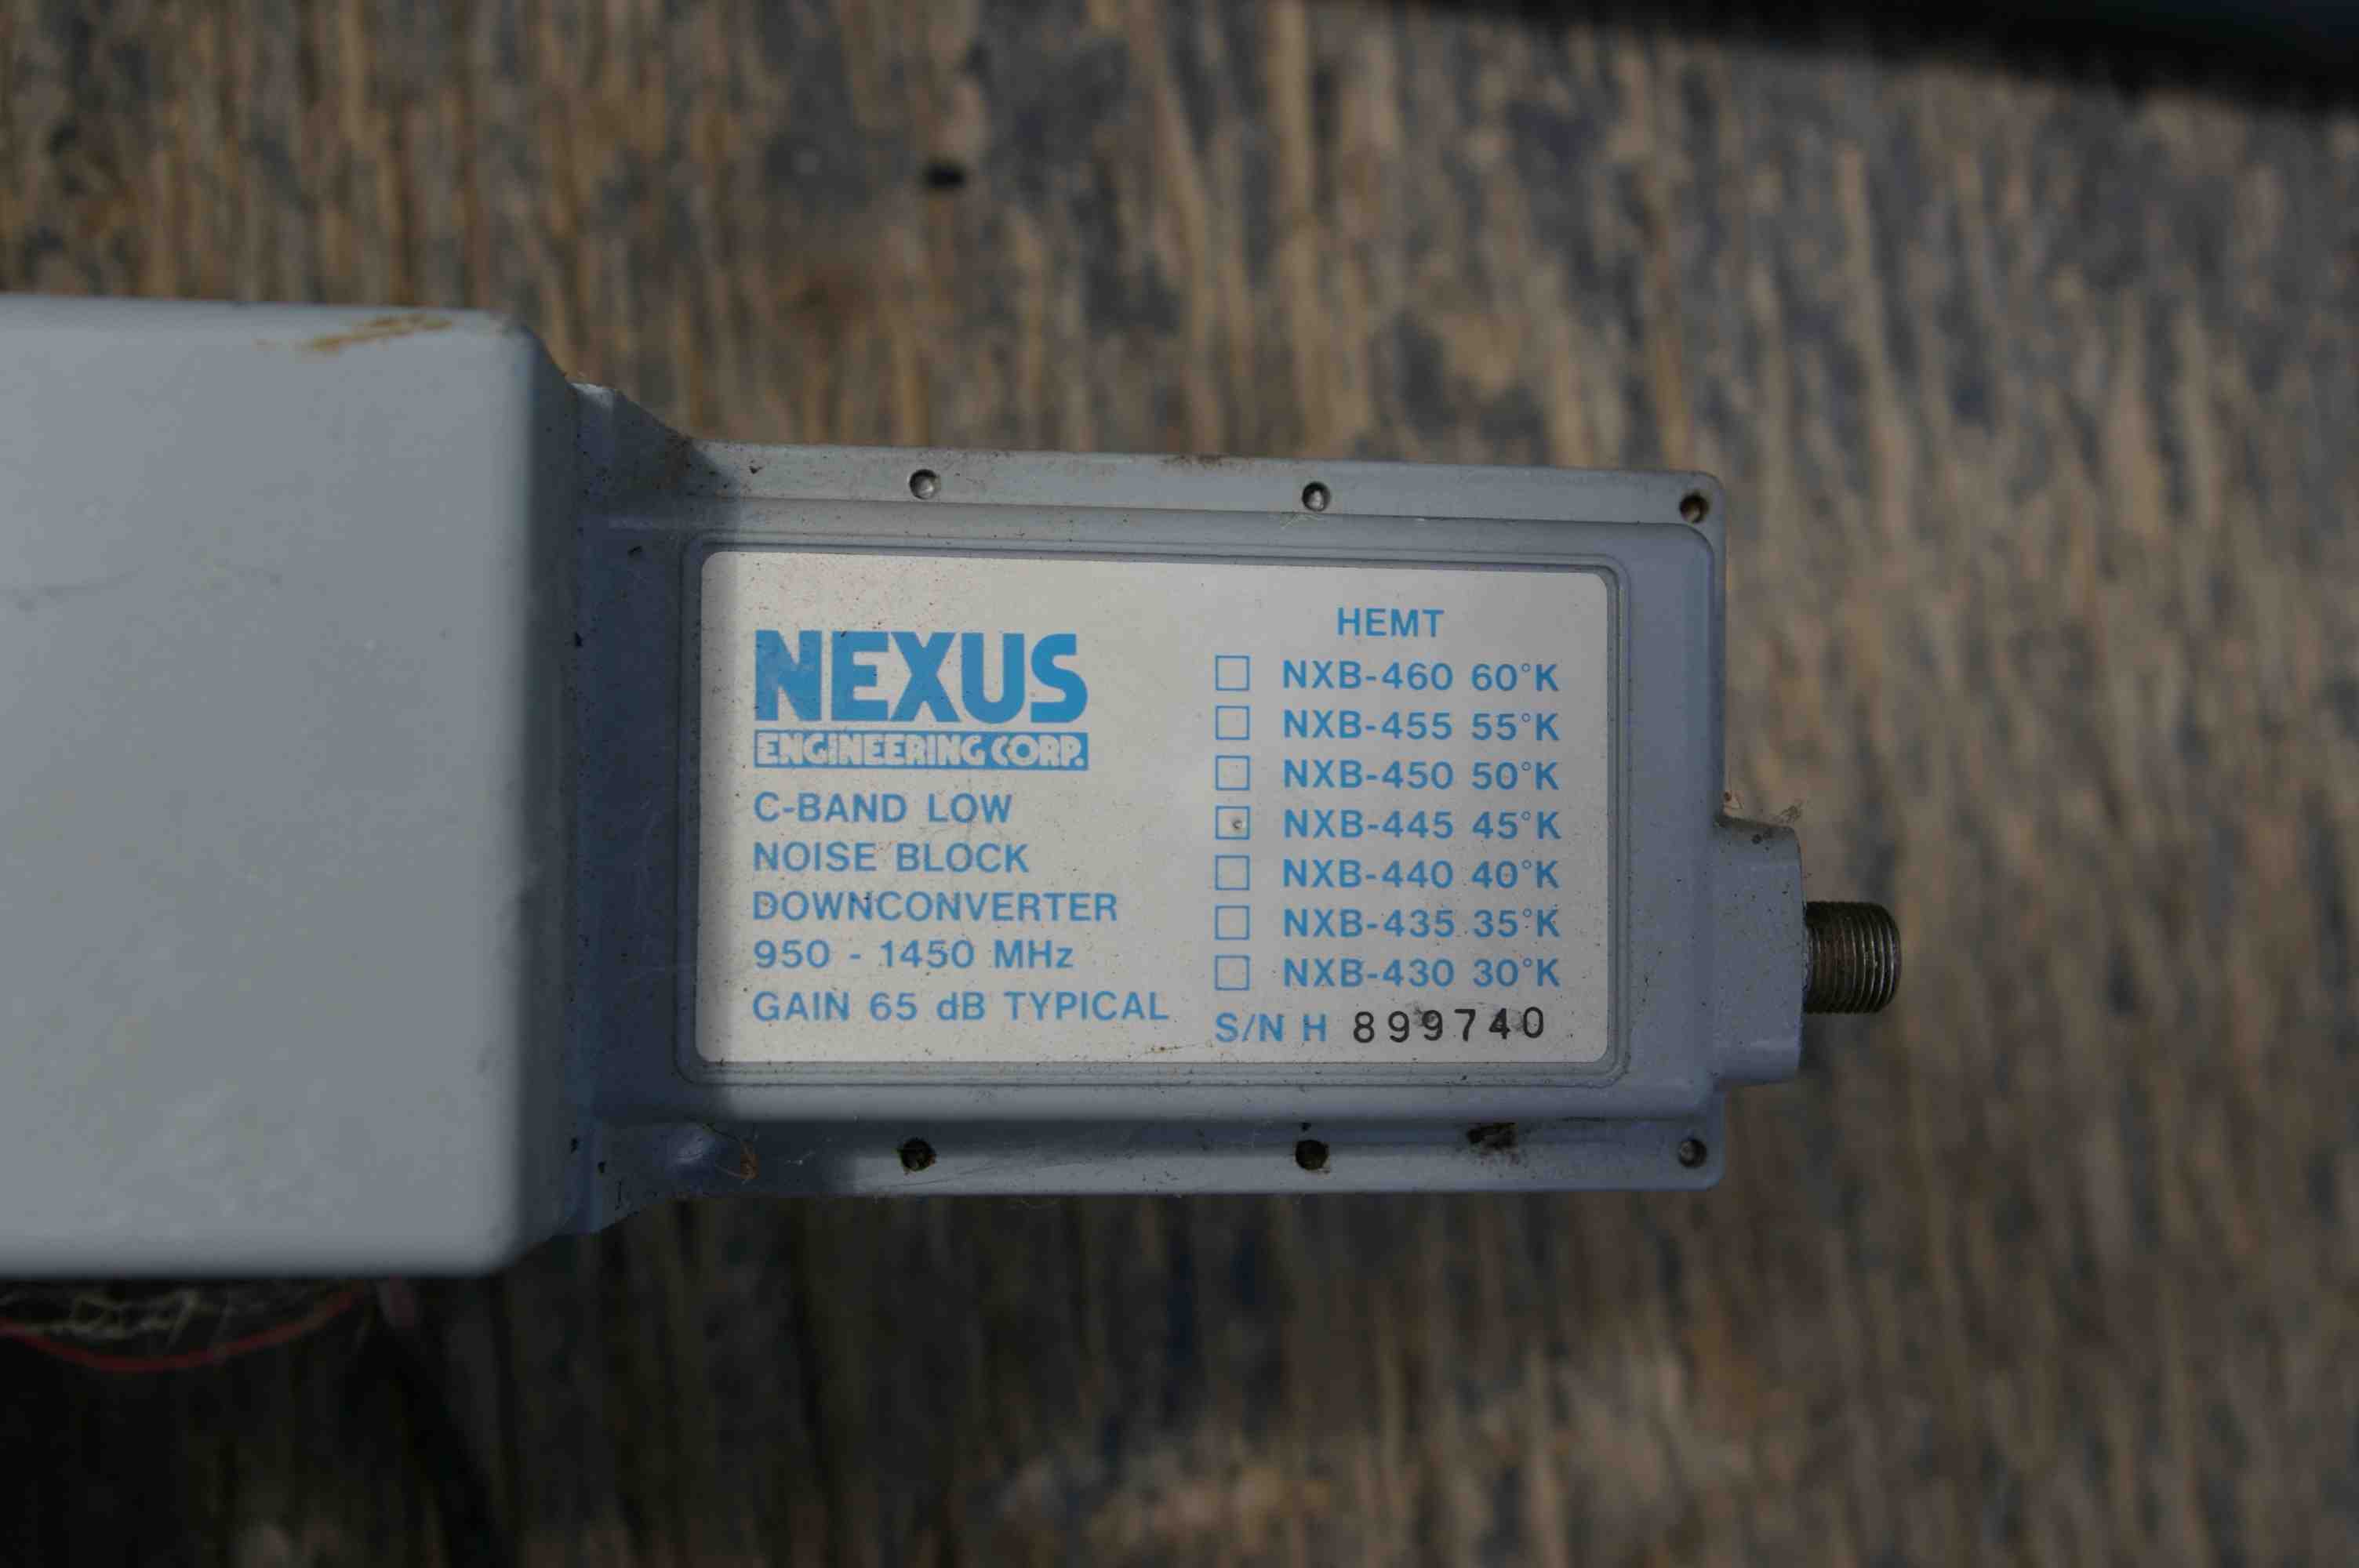 NEXUS
ENGINEERING CORP.
C-BAND LOW
NOISE BLOCK
DOWNCONVERTER
950 - 1450 MHz
GAIN 65 dB TYPICAL
HEMT
NXB-460 60°K
NXB-455 55°K
NXB-450 50°K
NXB-445 45°K
NXB-440 40°K
NXB-435 35°K
NXB-430 30°K
S/N H 899740